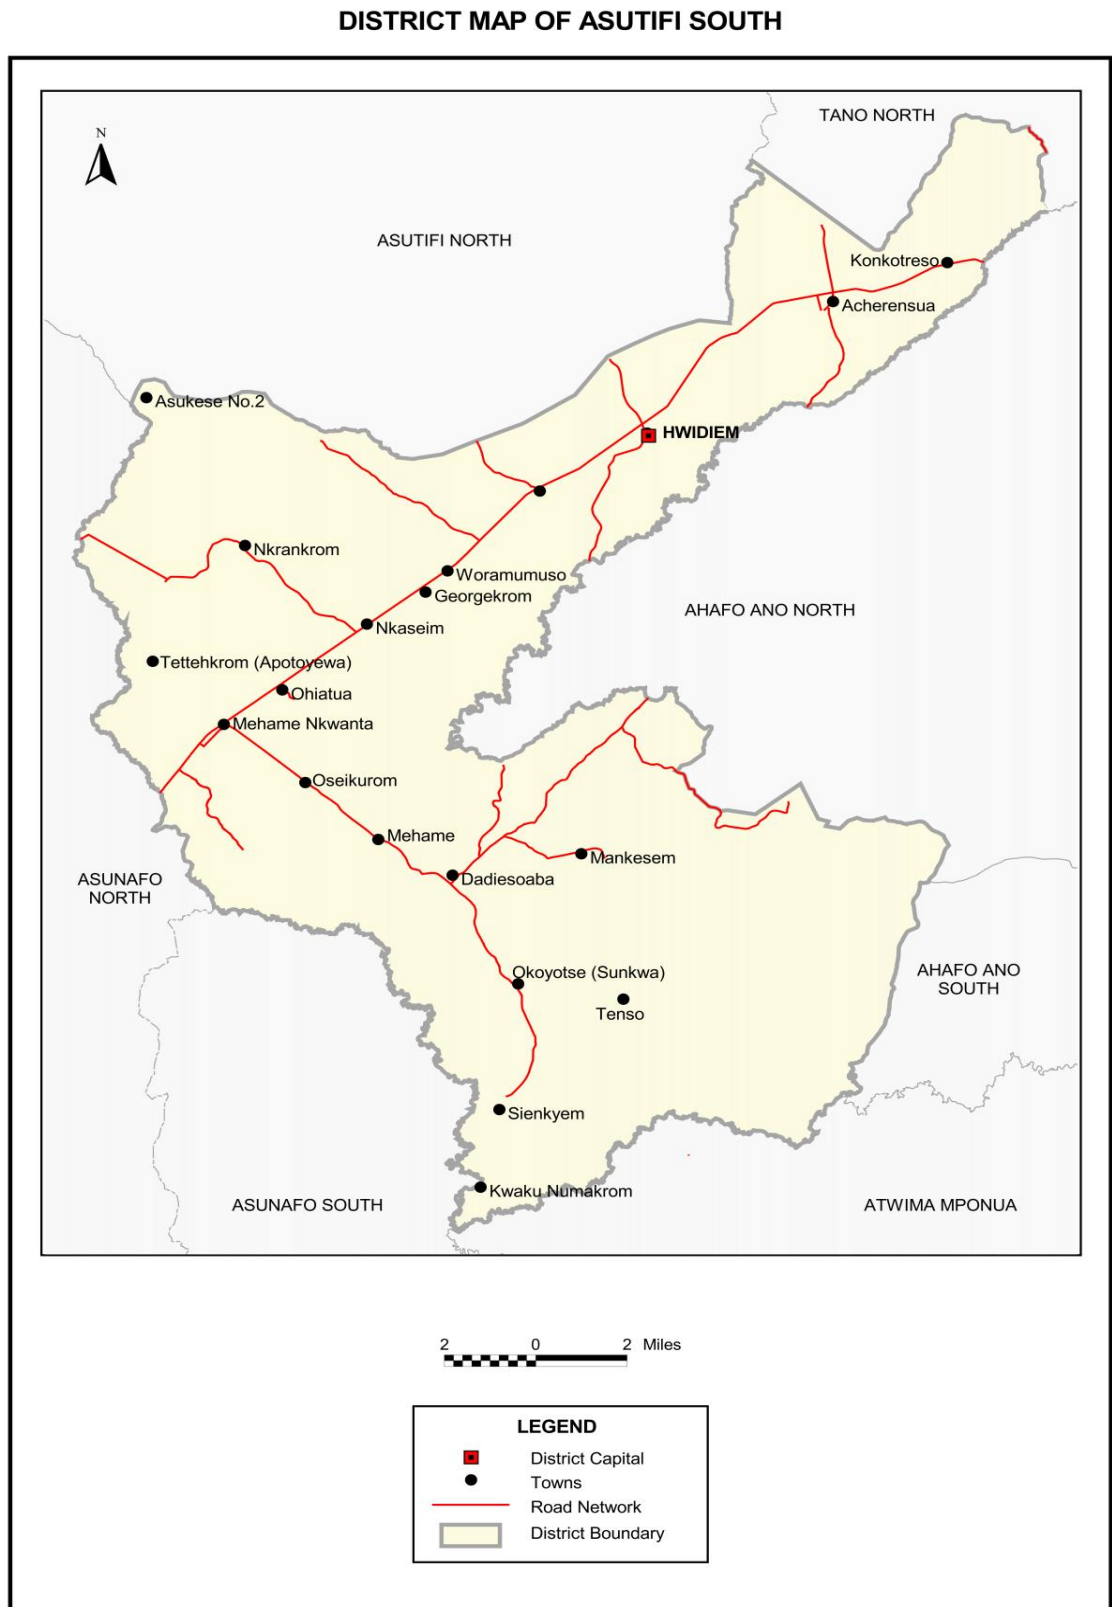 DISTRICT MAP OF ASUTIFI SOUTH
N
TANO NORTH
ASUTIFI NORTH
Konkotreso
Acherensua
Asukese No.2
HWIDIEM
Nkrankrom
Woramumuso
Georgekrom
AHAFO ANO NORTH
Nkaseim
Tettehkrom (Apotoyewa)
Ohiatua
Mehame Nkwanta
Oseikurom
Mehame
Mankesem
ASUNAFO
NORTH
Dadiesoaba
Okoyotse (Sunkwa)
AHAFO ANO
SOUTH
Tenso
Sienkyem
Kwaku Numakrom
ASUNAFO SOUTH
ATWIMA MPONUA
2 0 2 Miles
LEGEND
District Capital
Towns
Road Network
District Boundary